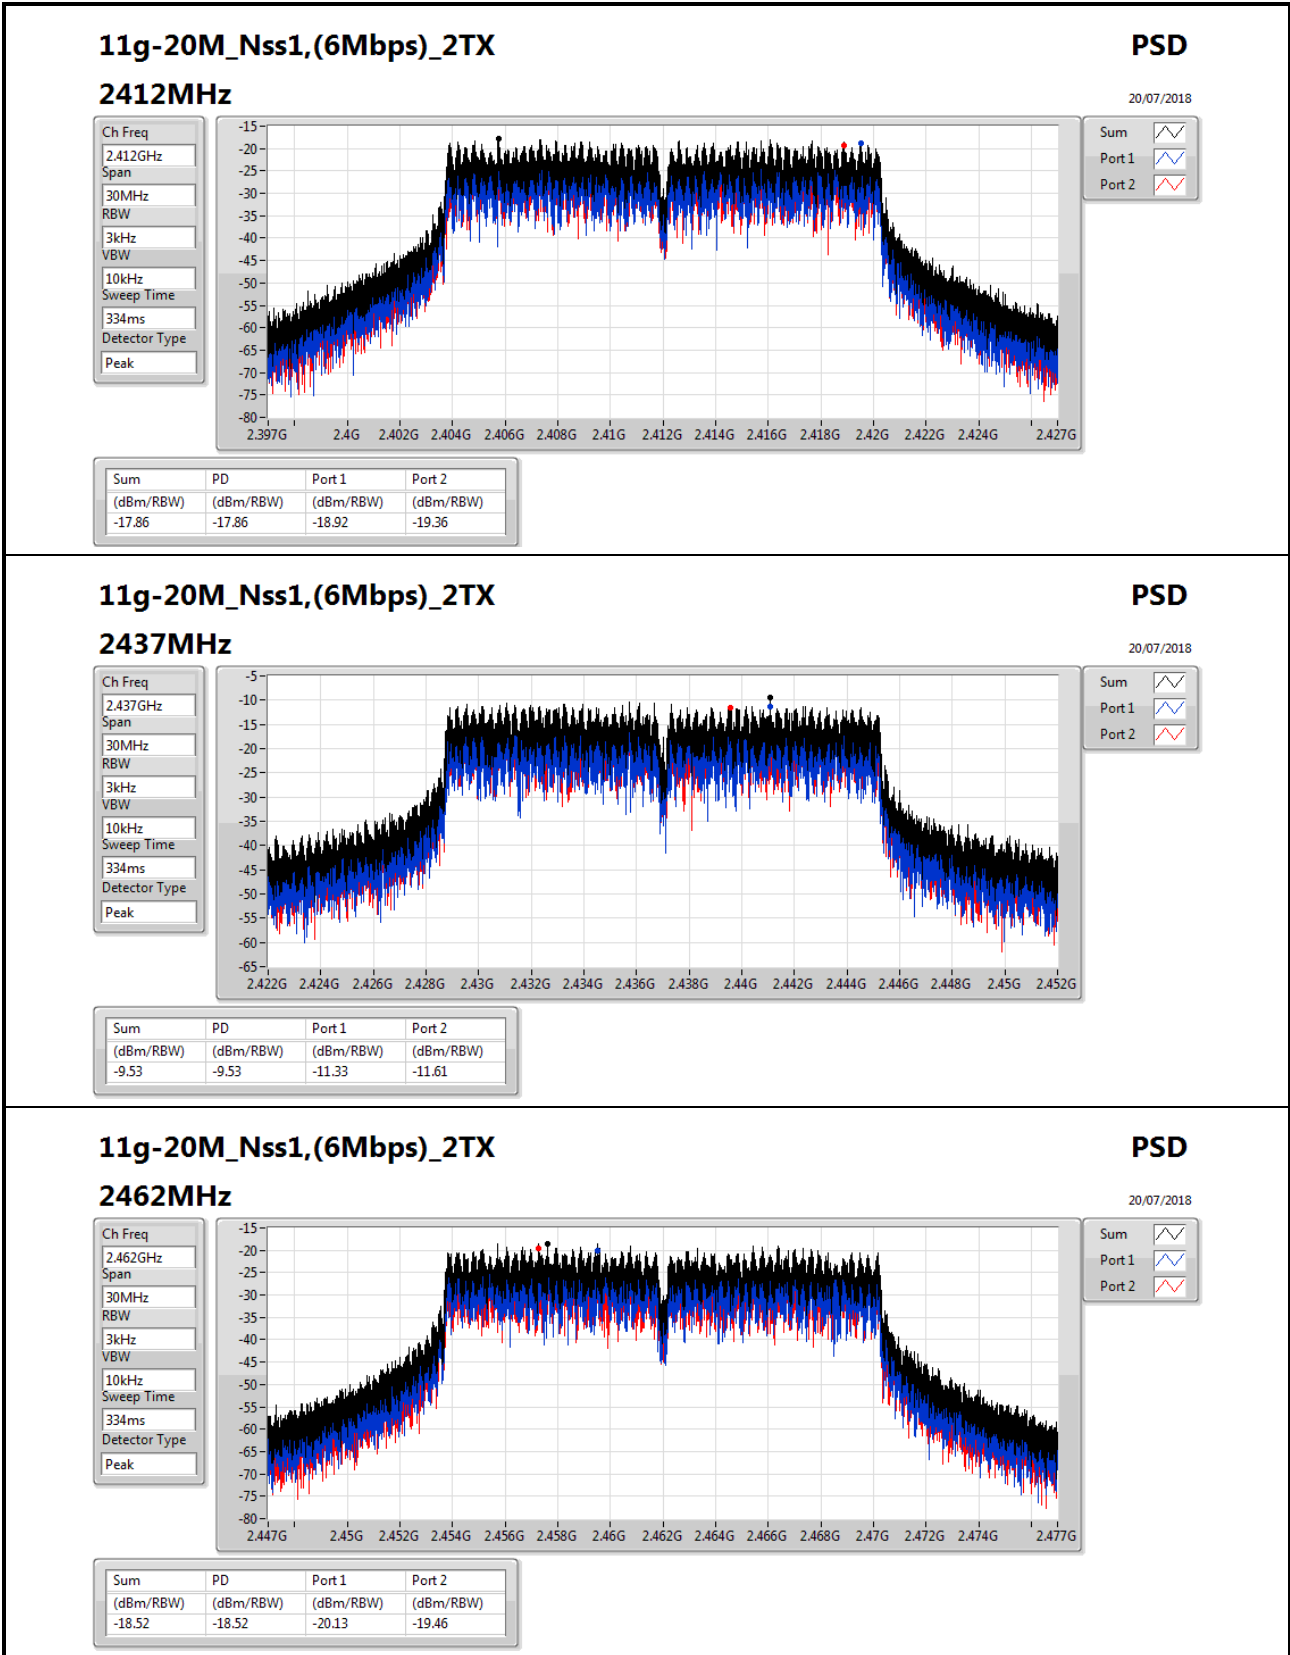 11g-20M_Nss1,(6Mbps)_2TX PSD
2412MHz 20/07/2018
Ch Freq
2.412GHz
Span
30MHz
RBW
3kHz
VBW
10kHz
Sweep Time
334ms
Detector Type
Peak
-15
-20
-25
-30
-35
-40
-45
-50
-55
-60
-65
-70
-75
-80
2.397G 2.4G 2.402G 2.404G 2.406G 2.408G 2.41G 2.412G 2.414G 2.416G 2.418G 2.42G 2.422G 2.424G 2.427G
Sum
Port 1
Port 2
Sum PD Port 1 Port 2
(dBm/RBW) (dBm/RBW) (dBm/RBW) (dBm/RBW)
-17.86 -17.86 -18.92 -19.36
11g-20M_Nss1,(6Mbps)_2TX PSD
2437MHz 20/07/2018
Ch Freq
2.437GHz
Span
30MHz
RBW
3kHz
VBW
10kHz
Sweep Time
334ms
Detector Type
Peak
-5
-10
-15
-20
-25
-30
-35
-40
-45
-50
-55
-60
-65
2.422G 2.424G 2.426G 2.428G 2.43G 2.432G 2.434G 2.436G 2.438G 2.44G 2.442G 2.444G 2.446G 2.448G 2.45G 2.452G
Sum
Port 1
Port 2
Sum PD Port 1 Port 2
(dBm/RBW) (dBm/RBW) (dBm/RBW) (dBm/RBW)
-9.53 -9.53 -11.33 -11.61
11g-20M_Nss1,(6Mbps)_2TX PSD
2462MHz 20/07/2018
Ch Freq
2.462GHz
Span
30MHz
RBW
3kHz
VBW
10kHz
Sweep Time
334ms
Detector Type
Peak
-15
-20
-25
-30
-35
-40
-45
-50
-55
-60
-65
-70
-75
-80
2.447G 2.45G 2.452G 2.454G 2.456G 2.458G 2.46G 2.462G 2.464G 2.466G 2.468G 2.47G 2.472G 2.474G 2.477G
Sum
Port 1
Port 2
Sum PD Port 1 Port 2
(dBm/RBW) (dBm/RBW) (dBm/RBW) (dBm/RBW)
-18.52 -18.52 -20.13 -19.46